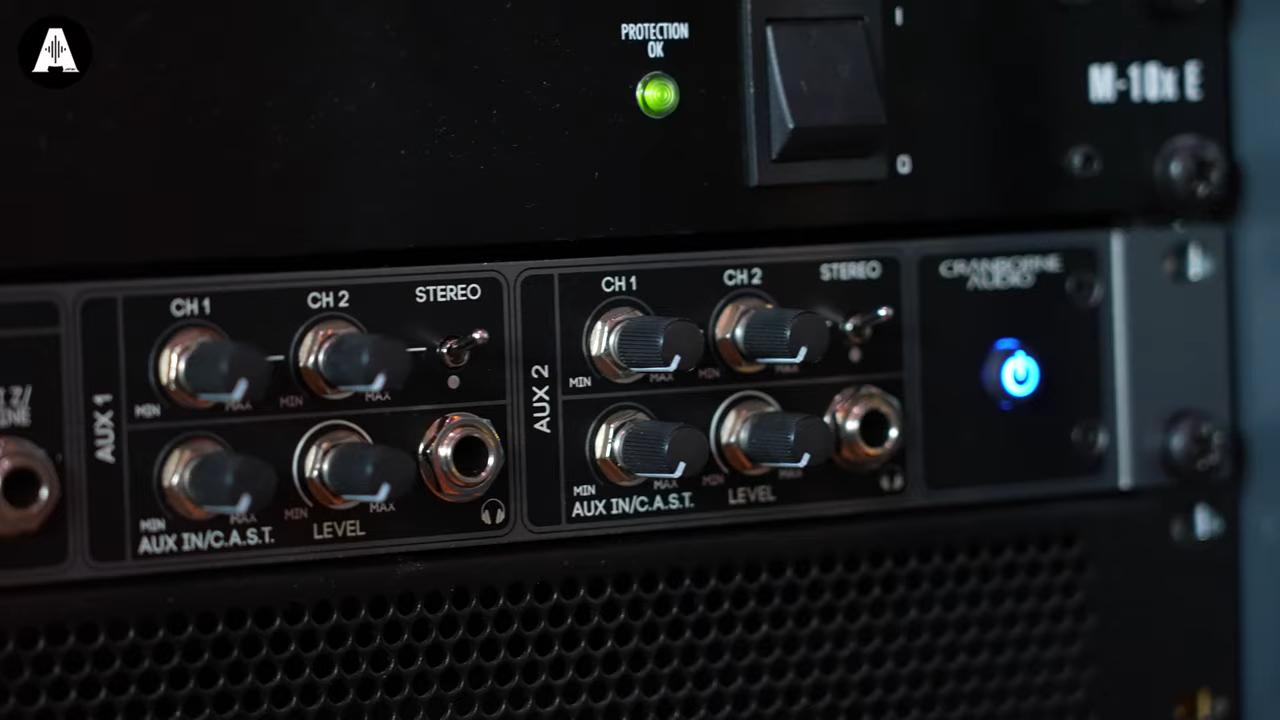 A
PROTECTION
OK
I
O
M-10x E
CH 1
CH 2
STEREO
CH 1
CH 2
STEREO
CRANBORNE
AUDIO
AUX 1
MIN
MAX
MIN
MAX
AUX 2
MIN
MAX
MIN
MAX
MIN
MAX
MIN
MAX
AUX IN/C.A.S.T.
LEVEL
MIN
MAX
MIN
MAX
AUX IN/C.A.S.T.
LEVEL